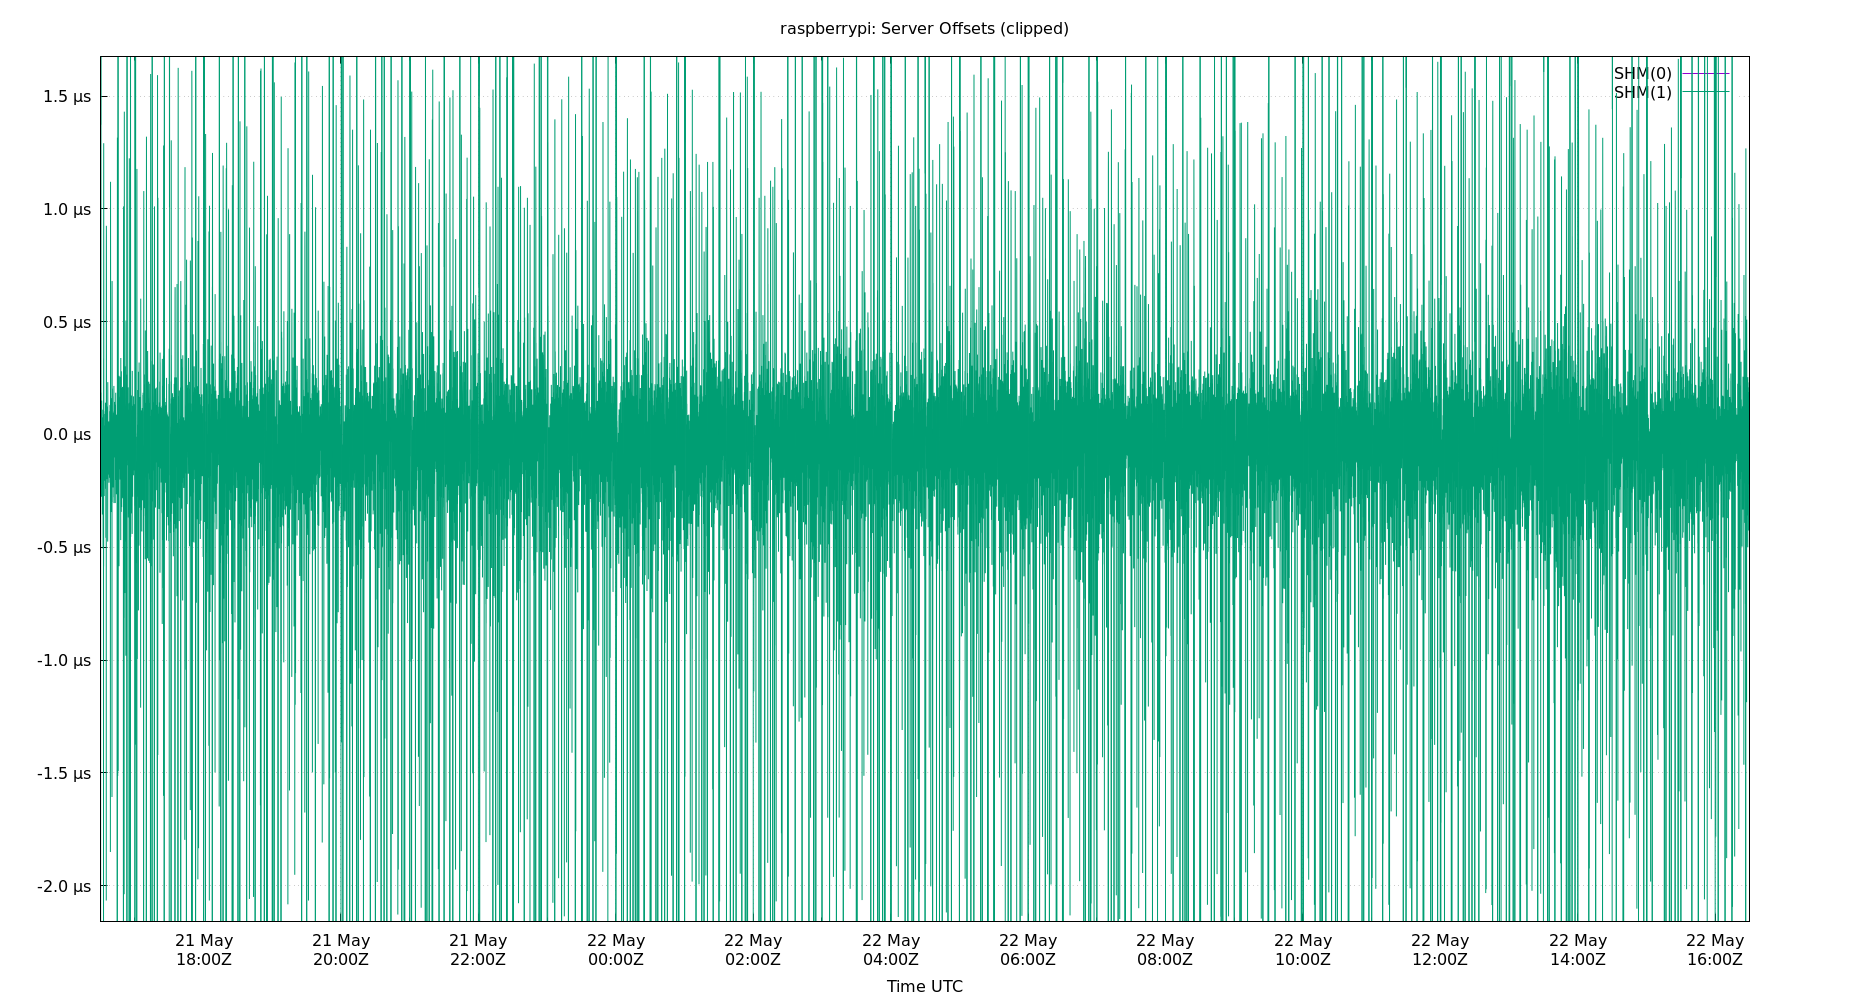 raspberrypi: Server Offsets (clipped)
SHM(0)
SHM(1)
1.5 µs
1.0 µs
0.5 µs
0.0 µs
-0.5 µs
-1.0 µs
-1.5 µs
-2.0 µs
21 May 21 May 21 May 22 May 22 May 22 May 22 May 22 May 22 May 22 May 22 May 22 May
18:00Z 20:00Z 22:00Z 00:00Z 02:00Z 04:00Z 06:00Z 08:00Z 10:00Z 12:00Z 14:00Z 16:00Z
Time UTC